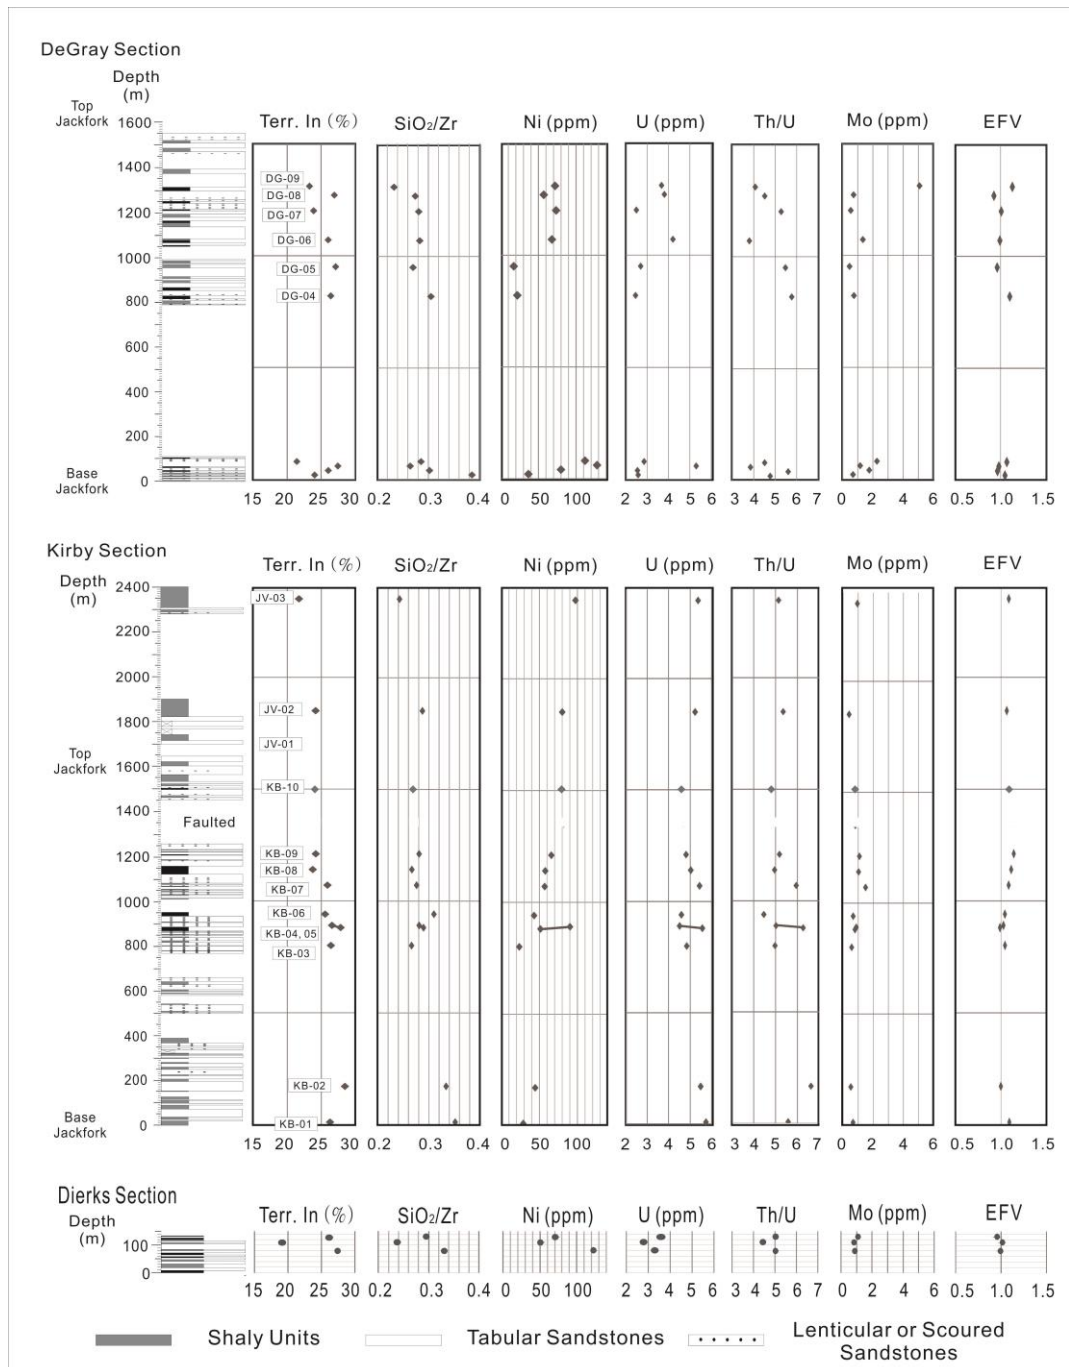 DeGray Section
Depth
(m)
Top
Jackfork
Terr. In (%) SiO₂/Zr Ni (ppm) U (ppm) Th/U Mo (ppm) EFV
1600
1400
DG-09
DG-08
1200
DG-07
DG-06
1000
DG-05
DG-04
800
600
400
200
Base
Jackfork
0
15 20 25 30 0.2 0.3 0.4 50 100 2 3 4 5 6 3 4 5 6 7 0 2 6 0.5 1.0 1.5
Kirby Section
Depth
(m)
Terr. In (%) SiO₂/Zr Ni (ppm) U (ppm) Th/U Mo (ppm) EFV
2400
JV-03
2200
2000
JV-02
1800
JV-01
Top
Jackfork
1600
KB-10
1400
Faulted
1200
KB-09
KB-08
KB-07
1000
KB-06
KB-04, 05
800
KB-03
600
400
200
KB-02
Base
Jackfork
0
KB-01
15 20 25 30 0.2 0.3 0.4 50 100 2 3 4 5 6 3 4 5 6 7 0 2 6 0.5 1.0 1.5
Dierks Section
Depth
(m)
Terr. In (%) SiO₂/Zr Ni (ppm) U (ppm) Th/U Mo (ppm) EFV
100
0
15 20 25 30 0.2 0.3 0.4 50 100 2 3 4 5 6 3 4 5 6 7 0 2 6 0.5 1.0 1.5
Shaly Units
Tabular Sandstones
Lenticular or Scoured
Sandstones